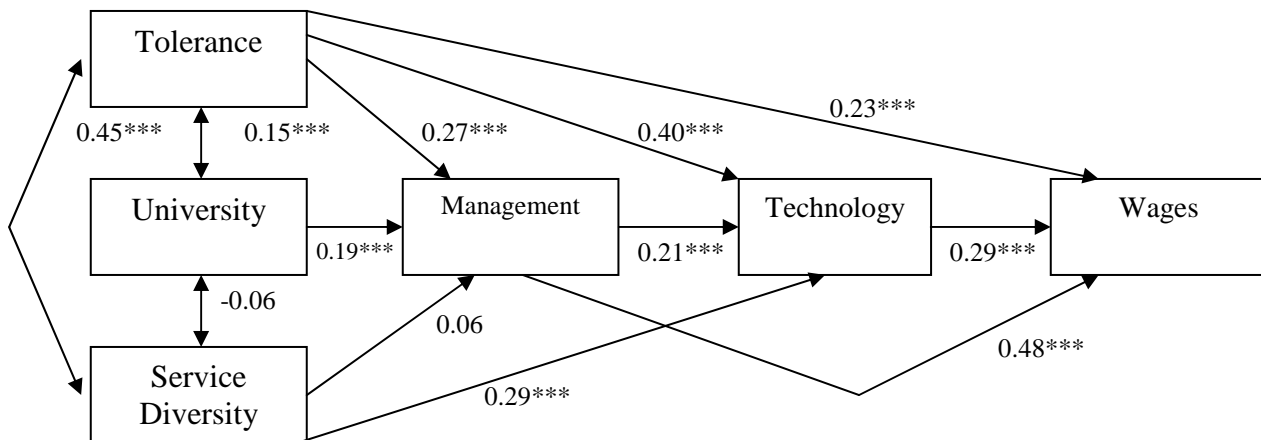 Tolerance
0.23***
0.45***
0.15***
0.27***
0.40***
University
Management
Technology
Wages
0.19***
0.21***
0.29***
-0.06
0.06
0.48***
Service
Diversity
0.29***